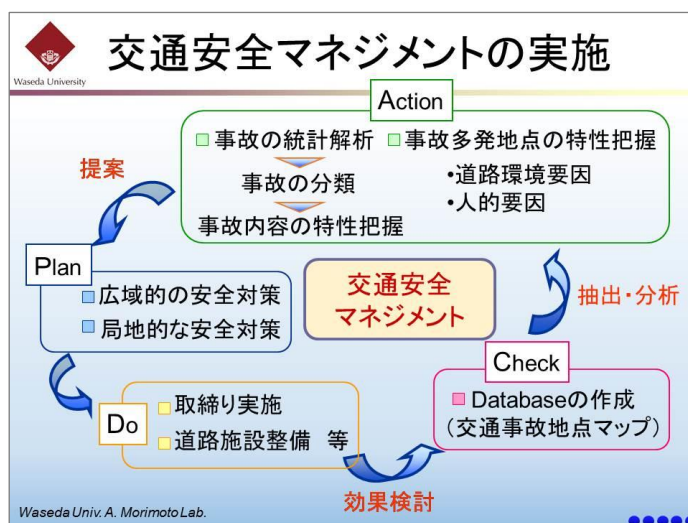 Waseda University
交通安全マネジメントの実施
Action
事故の統計解析
事故の分類
事故内容の特性把握
事故多発地点の特性把握
•道路環境要因
•人的要因
提案
Plan
広域的の安全対策
局地的な安全対策
交通安全
マネジメント
抽出・分析
Check
Databaseの作成
（交通事故地点マップ）
Do
取締り実施
道路施設整備 等
効果検討
Waseda Univ. A. Morimoto Lab.